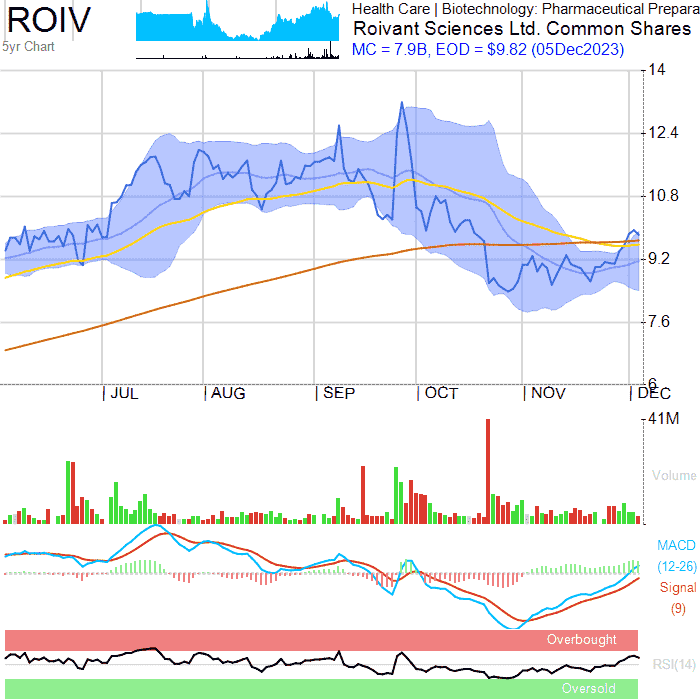 ROIV
5yr Chart
Health Care | Biotechnology: Pharmaceutical Prepara
Roivant Sciences Ltd. Common Shares
MC = 7.9B, EOD = $9.82 (05Dec2023)
14
12.4
10.8
9.2
7.6
6
JUL
AUG
SEP
OCT
NOV
DEC
41M
Volume
MACD
(12-26)
Signal
(9)
Overbought
RSI(14)
Oversold